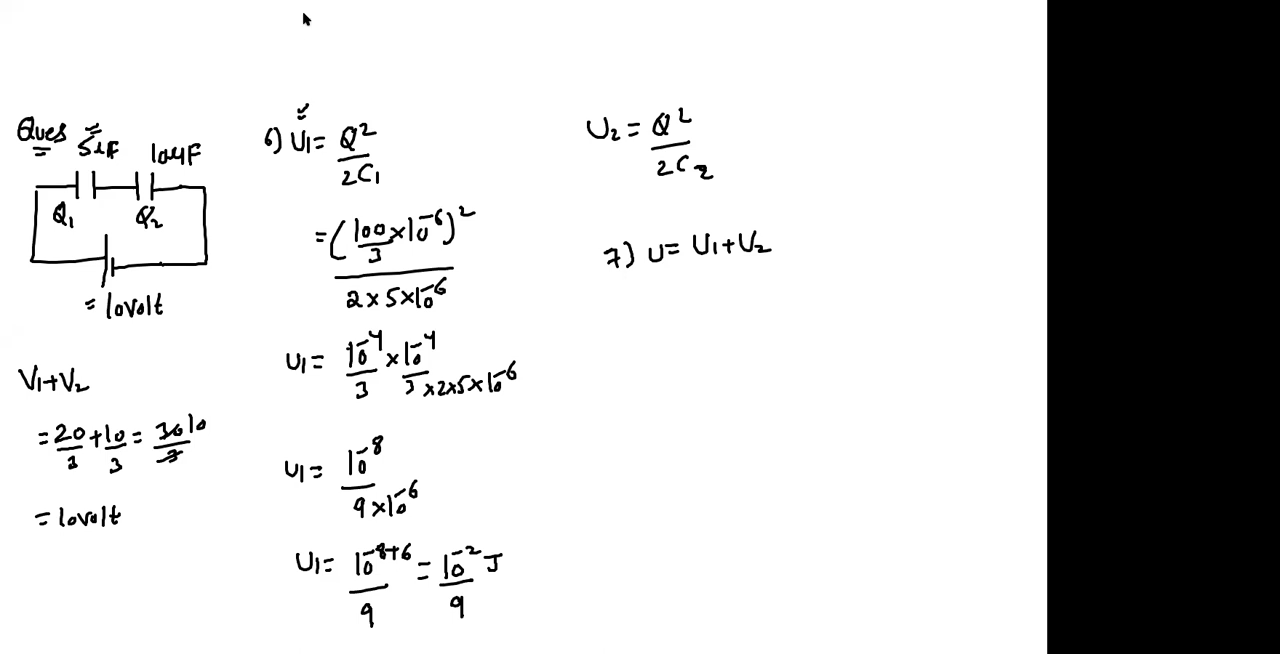 Ques 5μF 10μF
Q₁ Q₂
= 10volt
V₁+V₂
= 20/3 + 10/3 = 30/3 10
= 10volt
6) U₁ = Q²/2C₁
= (100/3 × 10⁻⁶)² / 2 × 5 × 10⁻⁶
U₁ = 10⁻⁴/3 × 10⁻⁴/3 × 2 × 5 × 10⁻⁶
U₁ = 10⁻⁸ / 9 × 10⁻⁶
U₁ = 10⁻⁸⁺⁶/9 = 10⁻²/9 J
U₂ = Q²/2C₂
7) U = U₁+U₂